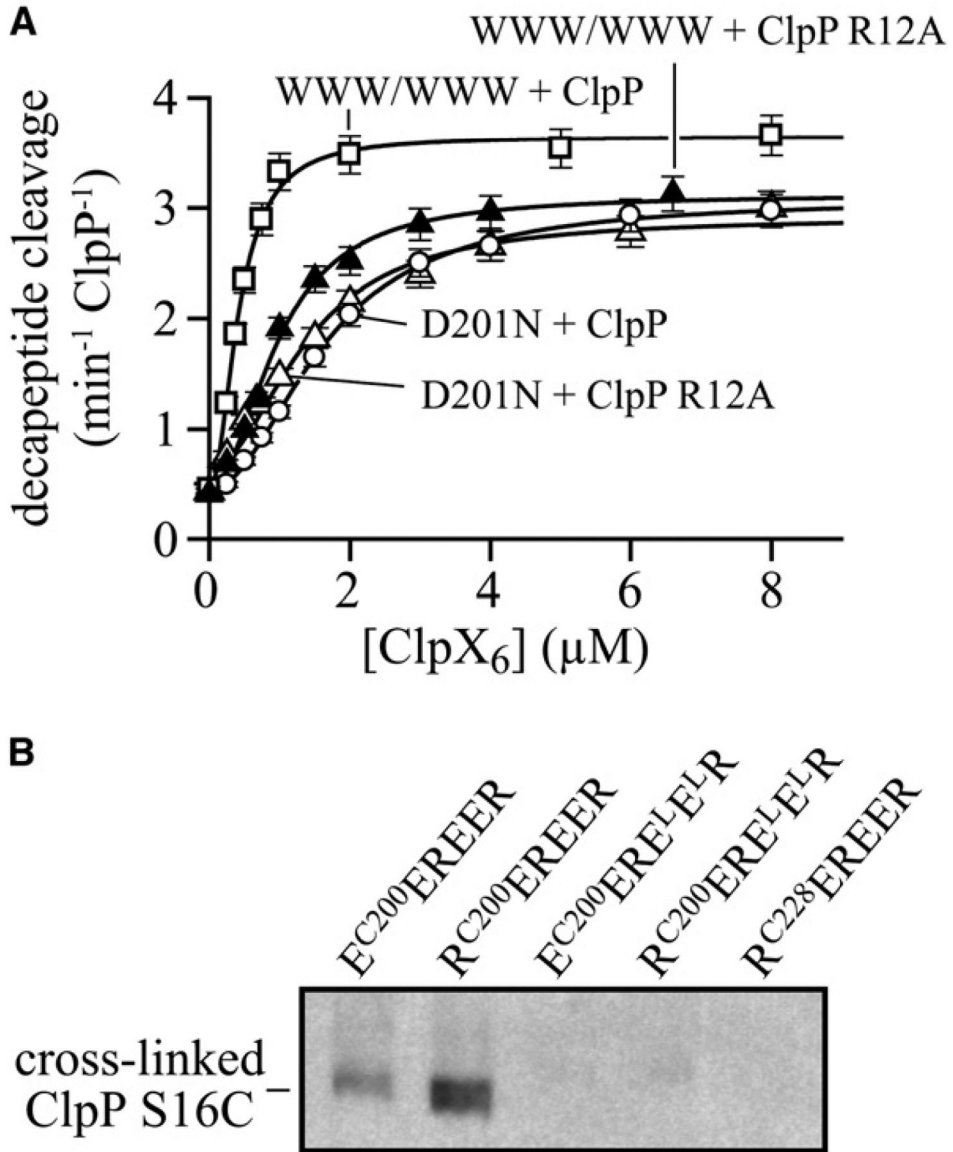 A
WWW/WWW + ClpP R12A
WWW/WWW + ClpP
decapeptide cleavage
(min⁻¹ ClpP⁻¹)
4
3
2
1
0
D201N + ClpP
D201N + ClpP R12A
0 2 4 6 8
[ClpX₆] (µM)
B
Eᶜ²⁰⁰EREER
Rᶜ²⁰⁰EREER
Eᶜ²⁰⁰EREᴸEᴸR
Rᶜ²⁰⁰EREᴸEᴸR
Rᶜ²²⁸EREER
cross-linked
ClpP S16C